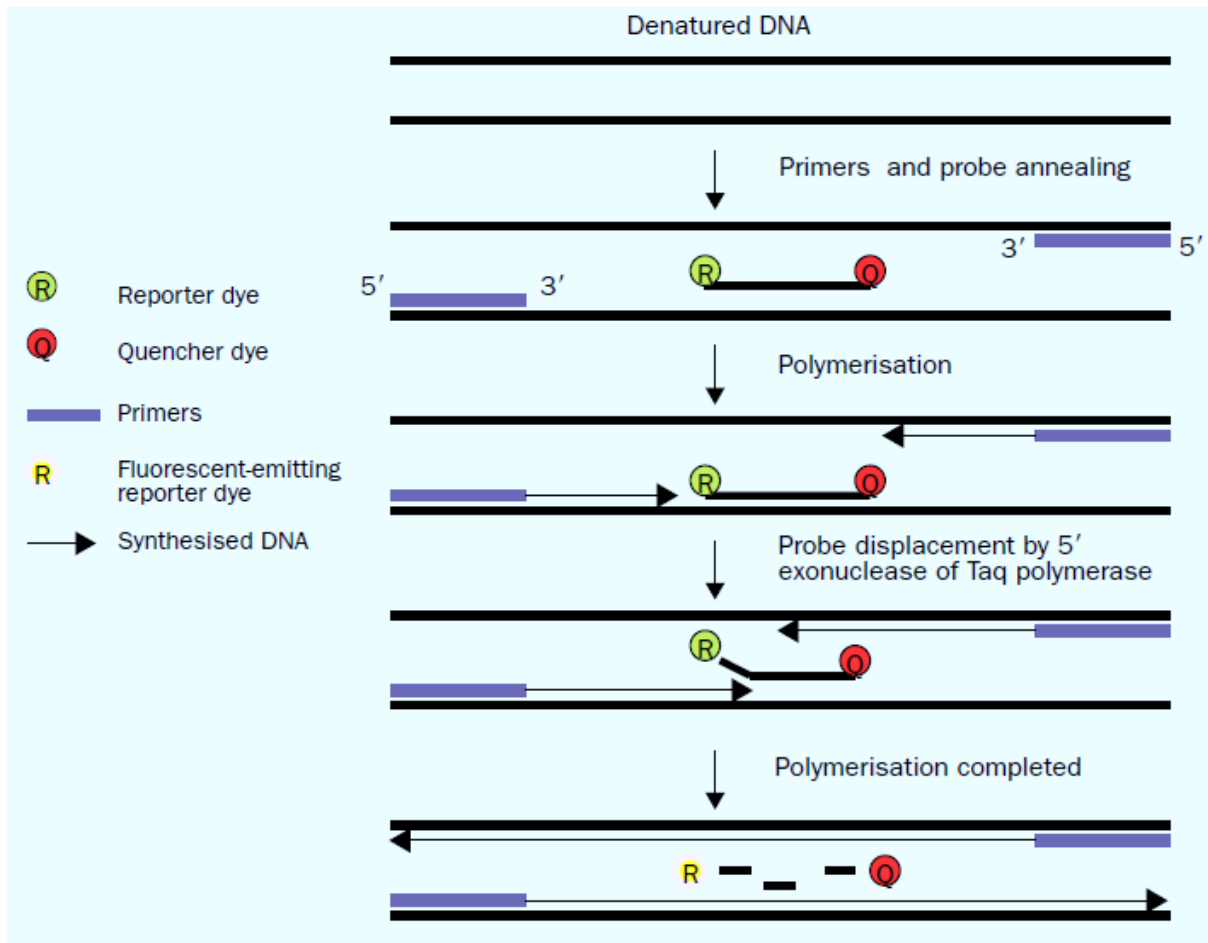 Denatured DNA
Primers and probe annealing
3′
5′
R
Q
5′
3′
R
Reporter dye
Q
Quencher dye
Primers
R
Fluorescent-emitting
reporter dye
Synthesised DNA
Polymerisation
R
Q
Probe displacement by 5′
exonuclease of Taq polymerase
R
Q
Polymerisation completed
R
Q